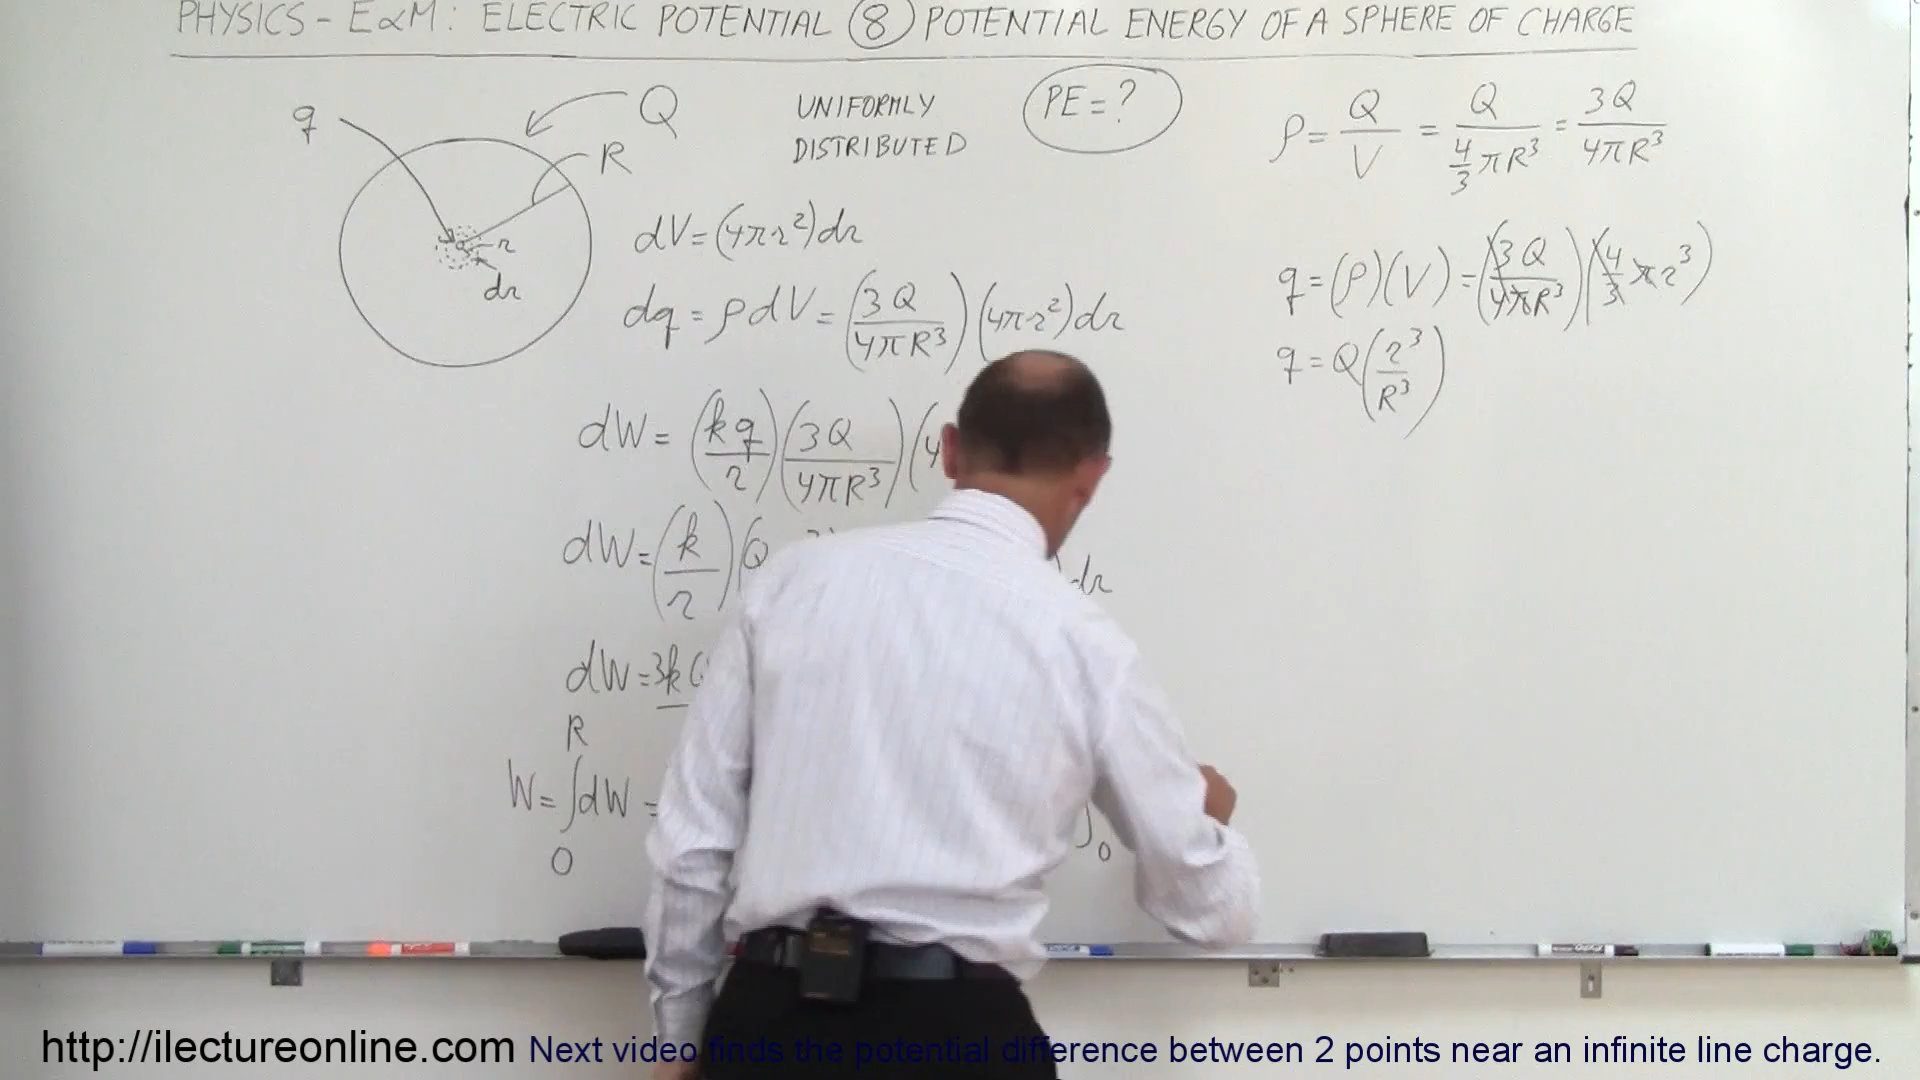 PHYSICS - E&M: ELECTRIC POTENTIAL ⑧ POTENTIAL ENERGY OF A SPHERE OF CHARGE
q
Q
R
r
dr
UNIFORMLY
DISTRIBUTED
PE = ?
ρ = Q/V = Q/(4/3 πR³) = 3Q/(4πR³)
dV = (4πr²)dr
dq = ρdV = (3Q/(4πR³))(4πr²)dr
q = (ρ)(V) = (3Q/(4πR³))(4/3 πr³)
q = Q(r³/R³)
dW = (kq/r)(3Q/(4πR³))(4
dW = (k/r)(Q dr
dW = 3k
R
W = ∫dW =
0
0
http://ilectureonline.com Next video finds the potential difference between 2 points near an infinite line charge.